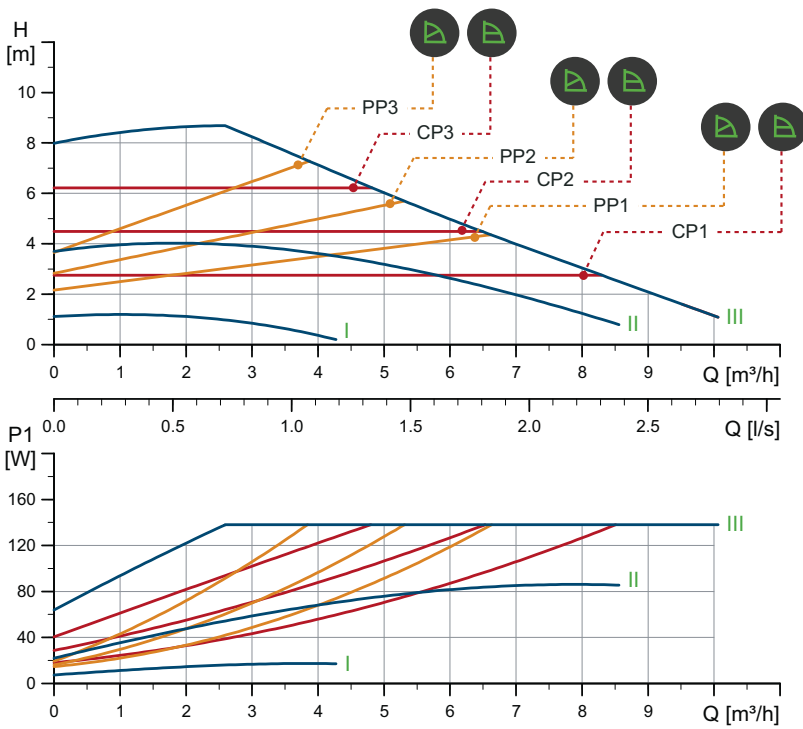 H
[m]
10
8
6
4
2
0
PP3
CP3
PP2
CP2
PP1
CP1
I
II
III
0 1 2 3 4 5 6 7 8 9 Q [m³/h]
0.0 0.5 1.0 1.5 2.0 2.5 Q [l/s]
P1
[W]
160
120
80
40
0
III
II
I
0 1 2 3 4 5 6 7 8 9 Q [m³/h]